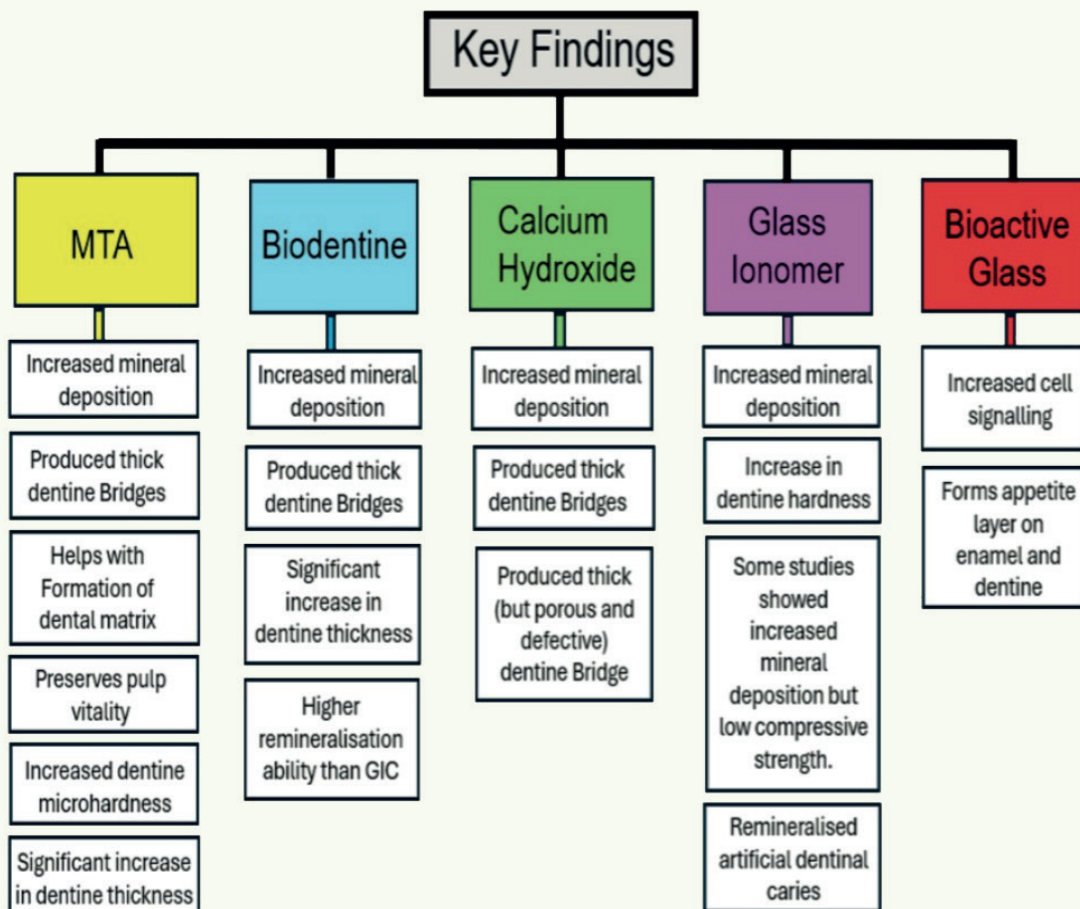 Key Findings
MTA
Increased mineral
deposition
Produced thick
dentine Bridges
Helps with
Formation of
dental matrix
Preserves pulp
vitality
Increased dentine
microhardness
Significant increase
in dentine thickness
Biodentine
Increased mineral
deposition
Produced thick
dentine Bridges
Significant
increase in
dentine thickness
Higher
remineralisation
ability than GIC
Calcium
Hydroxide
Increased mineral
deposition
Produced thick
dentine Bridges
Produced thick
(but porous and
defective)
dentine Bridge
Glass
Ionomer
Increased mineral
deposition
Increase in
dentine hardness
Some studies
showed
increased
mineral
deposition but
low compressive
strength.
Remineralised
artificial dentinal
caries
Bioactive
Glass
Increased cell
signalling
Forms appetite
layer on
enamel and
dentine